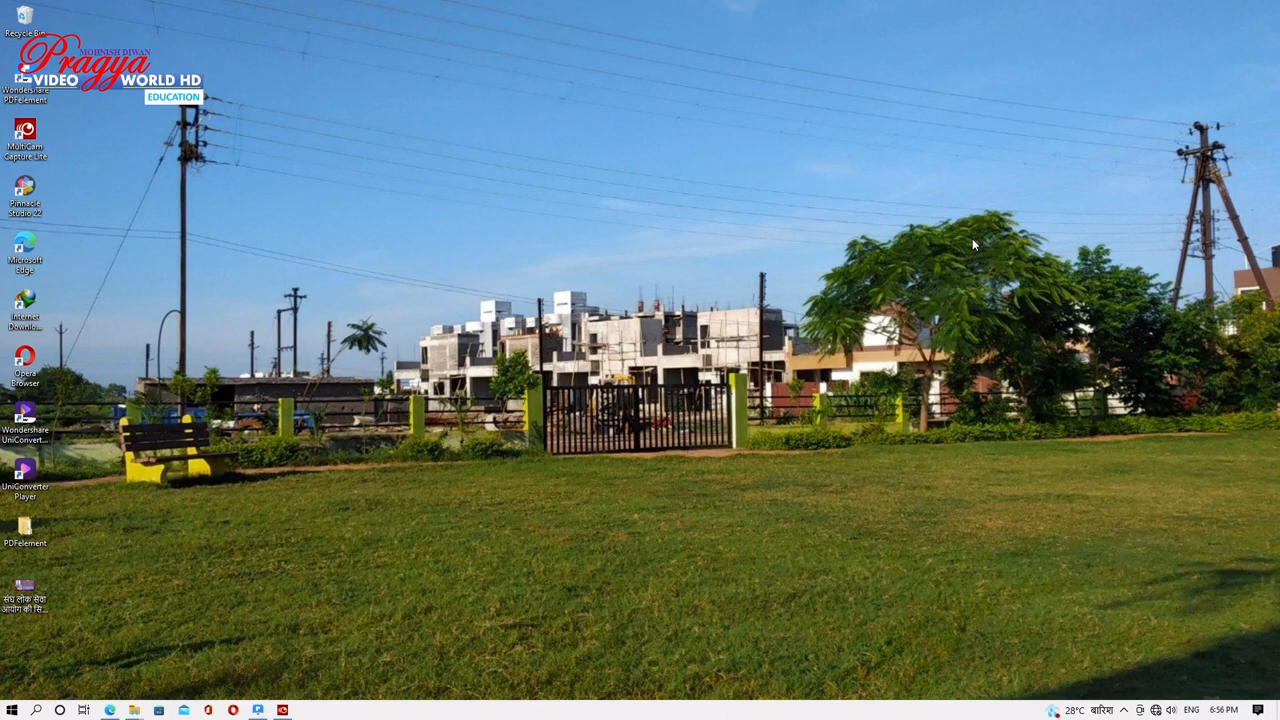 Recycle Bin
MOHNISH DIWAN
Pragya
VIDEO WORLD HD
EDUCATION
Wondershare
PDFelement
MultiCam
Capture Lite
Pinnacle
Studio 22
Microsoft
Edge
Internet
Downlo...
Opera
Browser
Wondershare
UniConvert...
UniConverter
Player
PDFelement
संघ लोक सेवा
आयोग की सि...
28°C बारिश
ENG
6:56 PM